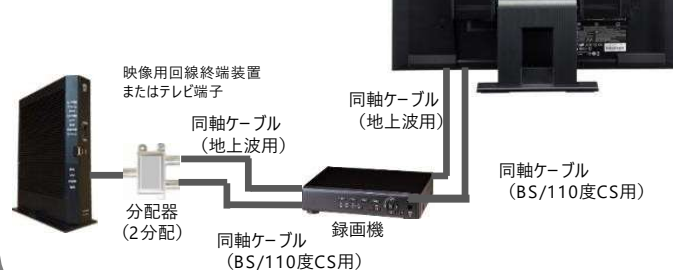 映像用回線終端装置
またはテレビ端子
同軸ケーブル
（地上波用）
同軸ケーブル
（地上波用）
同軸ケーブル
（BS/110度CS用）
分配器
（2分配）
録画機
同軸ケーブル
（BS/110度CS用）